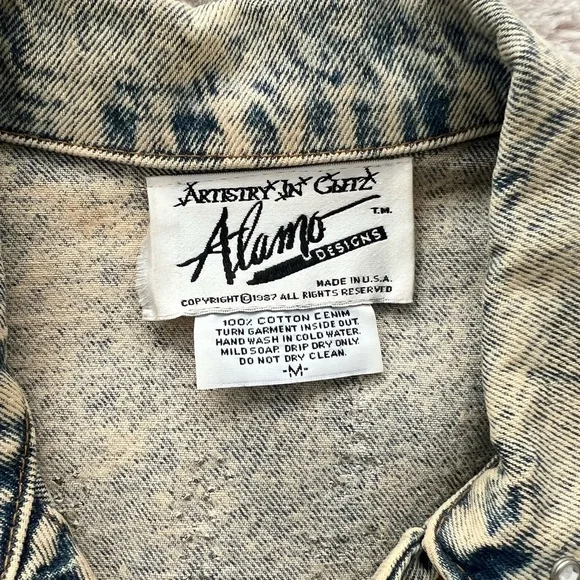 ARTISTRY IN GLITZ
Alamo T.M.
DESIGNS
MADE IN U.S.A.
COPYRIGHT©1987 ALL RIGHTS RESERVED
100% COTTON DENIM
TURN GARMENT INSIDE OUT.
HAND WASH IN COLD WATER.
MILD SOAP. DRIP DRY ONLY.
DO NOT DRY CLEAN.
-M-